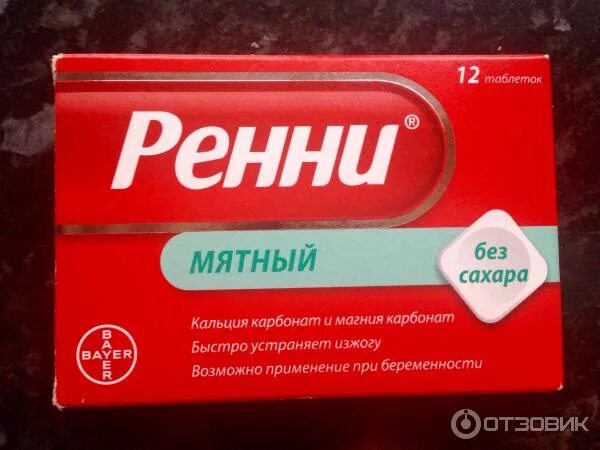 12 таблеток
Ренни®
МЯТНЫЙ
без
сахара
Кальция карбонат и магния карбонат
Быстро устраняет изжогу
Возможно применение при беременности
BAYER
BAYER
ОТЗОВИК